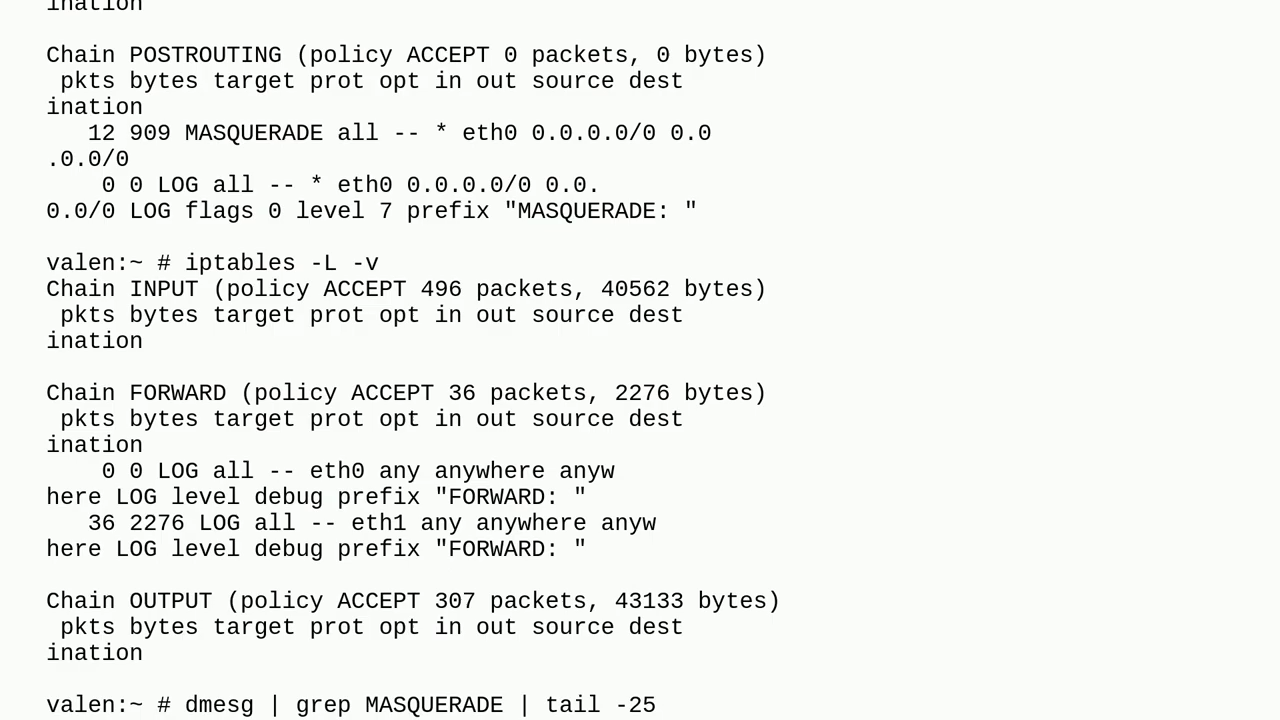 ination
Chain POSTROUTING (policy ACCEPT 0 packets, 0 bytes)
 pkts bytes target prot opt in out source dest
ination
   12 909 MASQUERADE all -- * eth0 0.0.0.0/0 0.0
.0.0/0
    0 0 LOG all -- * eth0 0.0.0.0/0 0.0.
0.0/0 LOG flags 0 level 7 prefix "MASQUERADE: "
valen:~ # iptables -L -v
Chain INPUT (policy ACCEPT 496 packets, 40562 bytes)
 pkts bytes target prot opt in out source dest
ination
Chain FORWARD (policy ACCEPT 36 packets, 2276 bytes)
 pkts bytes target prot opt in out source dest
ination
    0 0 LOG all -- eth0 any anywhere anyw
here LOG level debug prefix "FORWARD: "
   36 2276 LOG all -- eth1 any anywhere anyw
here LOG level debug prefix "FORWARD: "
Chain OUTPUT (policy ACCEPT 307 packets, 43133 bytes)
 pkts bytes target prot opt in out source dest
ination
valen:~ # dmesg | grep MASQUERADE | tail -25